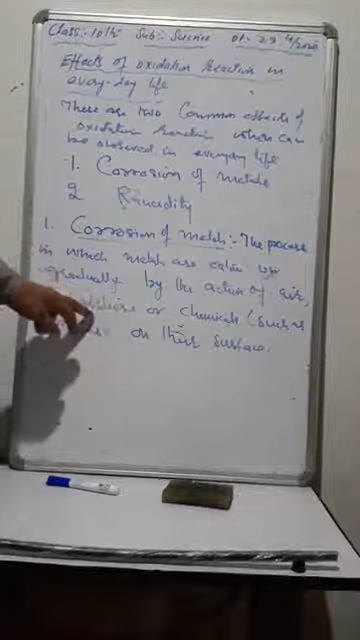 Class:- 10th Sub:- Science Dt- 29/4/2020
Effects of oxidation reaction in
every-day life
There are two Common effects of
oxidation reaction which can
be observed in everyday life
1. Corrosion of metals
2 Rancidity
1. Corrosion of metals:- The process
in which metals are eaten up
gradually by the action of air,
or chemicals (such as
on their surface.